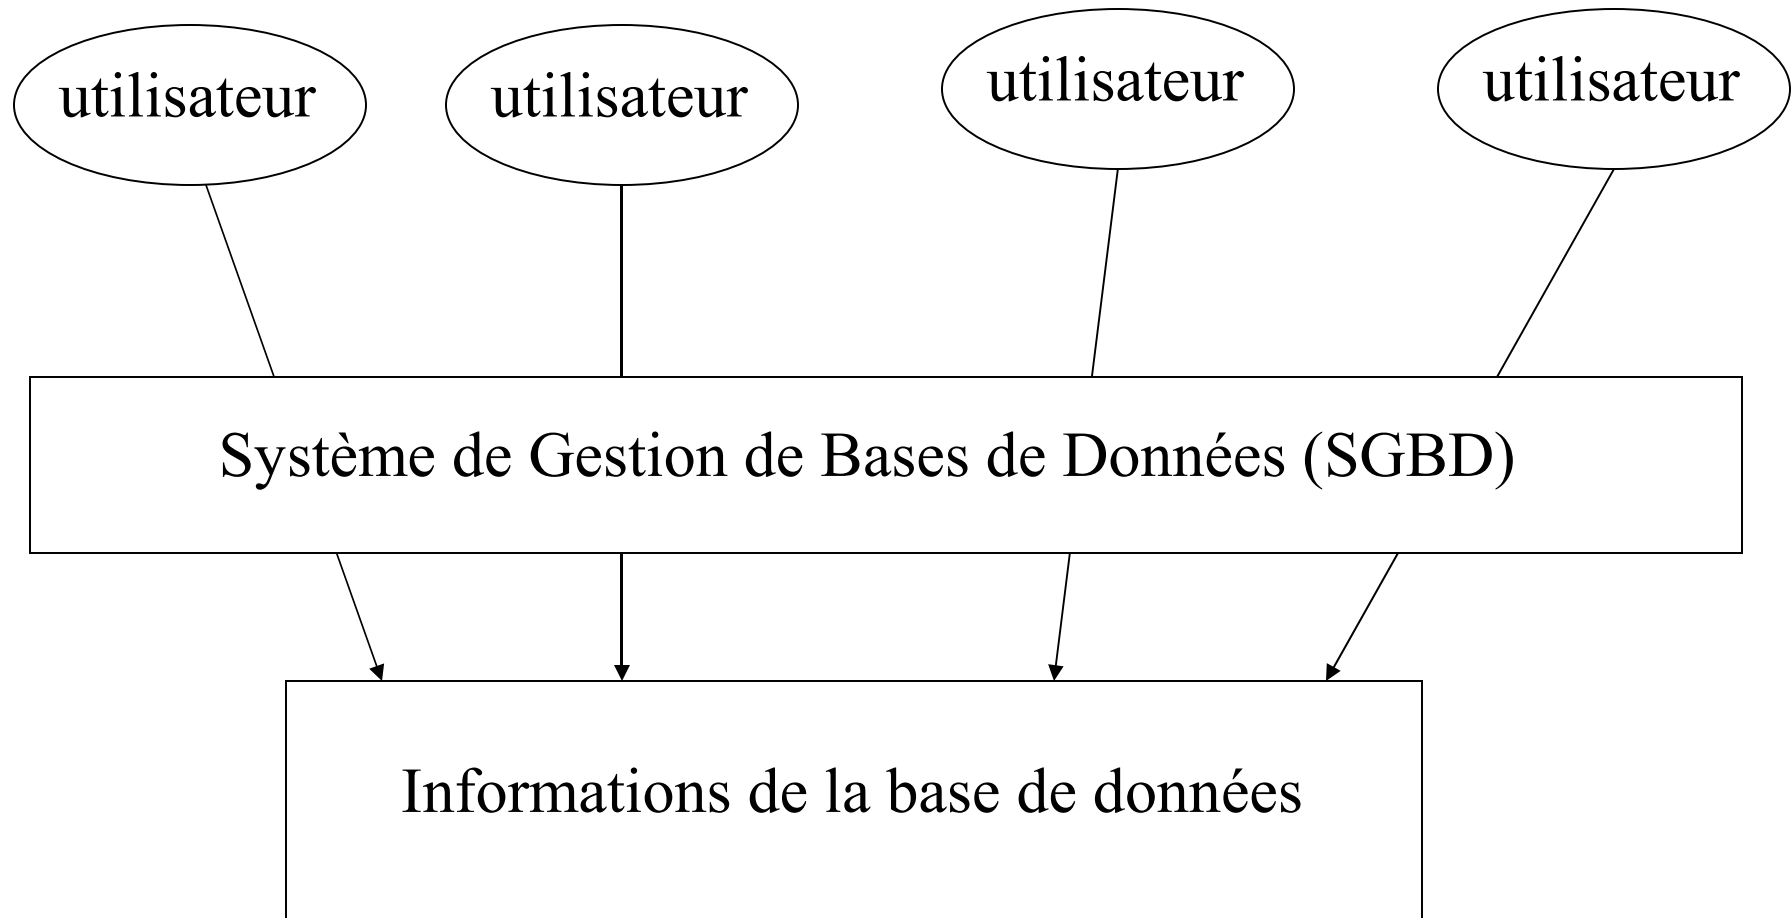 utilisateur
utilisateur
utilisateur
utilisateur
Système de Gestion de Bases de Données (SGBD)
Informations de la base de données